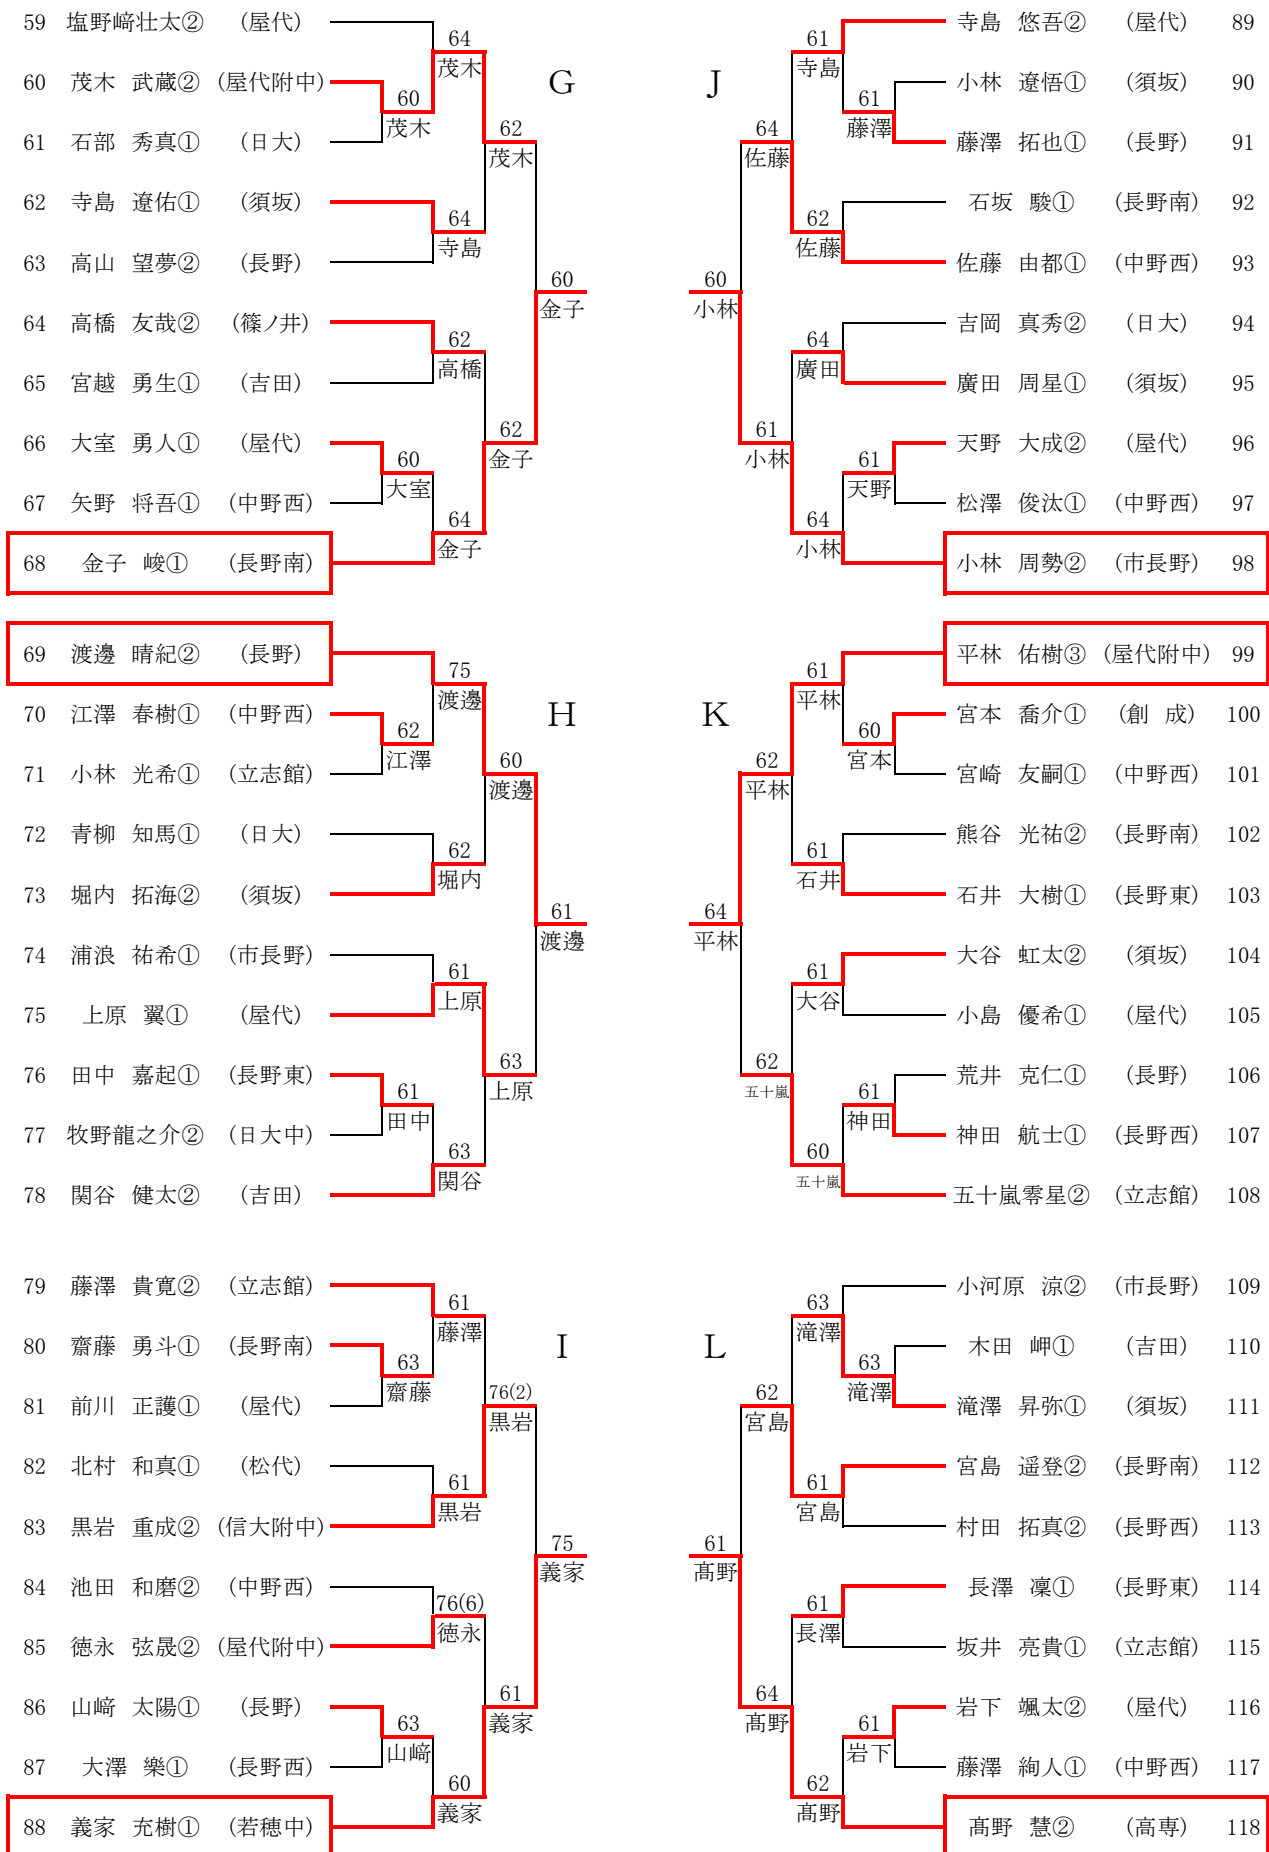 59 塩野﨑壮太② (屋代)
64
茂木
60 茂木 武蔵② (屋代附中)
60
茂木
61 石部 秀真① (日大)
62
茂木
62 寺島 遼佑① (須坂)
64
寺島
63 高山 望夢② (長野)
G
60
金子
64 高橋 友哉② (篠ノ井)
62
高橋
65 宮越 勇生① (吉田)
62
金子
66 大室 勇人① (屋代)
60
大室
67 矢野 将吾① (中野西)
64
金子
68 金子 峻① (長野南)
69 渡邊 晴紀② (長野)
75
渡邊
70 江澤 春樹① (中野西)
62
江澤
71 小林 光希① (立志館)
60
渡邊
72 青柳 知馬① (日大)
62
堀内
73 堀内 拓海② (須坂)
H
61
渡邊
74 浦浪 祐希① (市長野)
61
上原
75 上原 翼① (屋代)
63
上原
76 田中 嘉起① (長野東)
61
田中
77 牧野龍之介② (日大中)
63
関谷
78 関谷 健太② (吉田)
79 藤澤 貴寛② (立志館)
61
藤澤
80 齋藤 勇斗① (長野南)
63
齋藤
81 前川 正護① (屋代)
76(2)
黒岩
82 北村 和真① (松代)
61
黒岩
83 黒岩 重成② (信大附中)
I
75
義家
84 池田 和磨② (中野西)
76(6)
徳永
85 徳永 弦晟② (屋代附中)
61
義家
86 山﨑 太陽① (長野)
63
山﨑
87 大澤 樂① (長野西)
60
義家
88 義家 充樹① (若穂中)
寺島 悠吾② (屋代) 89
61
寺島
小林 遼悟① (須坂) 90
61
藤澤
藤澤 拓也① (長野) 91
64
佐藤
石坂 駿① (長野南) 92
62
佐藤
佐藤 由都① (中野西) 93
J
60
小林
吉岡 真秀② (日大) 94
64
廣田
廣田 周星① (須坂) 95
61
小林
天野 大成② (屋代) 96
61
天野
松澤 俊汰① (中野西) 97
64
小林
小林 周勢② (市長野) 98
平林 佑樹③ (屋代附中) 99
61
平林
宮本 喬介① (創 成) 100
60
宮本
宮崎 友嗣① (中野西) 101
62
平林
熊谷 光祐② (長野南) 102
61
石井
石井 大樹① (長野東) 103
K
64
平林
大谷 虹太② (須坂) 104
61
大谷
小島 優希① (屋代) 105
62
五十嵐
荒井 克仁① (長野) 106
61
神田
神田 航士① (長野西) 107
60
五十嵐
五十嵐零星② (立志館) 108
小河原 涼② (市長野) 109
63
滝澤
木田 岬① (吉田) 110
63
滝澤
滝澤 昇弥① (須坂) 111
62
宮島
宮島 遥登② (長野南) 112
61
宮島
村田 拓真② (長野西) 113
L
61
髙野
長澤 凜① (長野東) 114
61
長澤
坂井 亮貴① (立志館) 115
64
髙野
岩下 颯太② (屋代) 116
61
岩下
藤澤 絢人① (中野西) 117
62
髙野
髙野 慧② (高専) 118